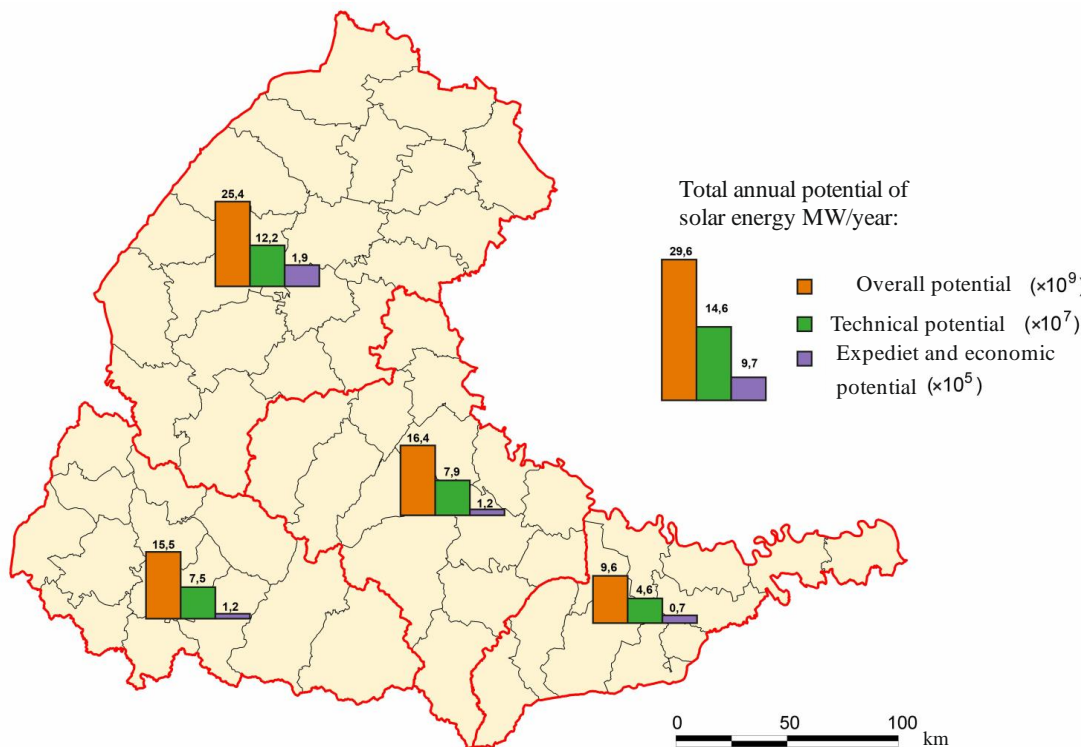 25,4
12,2
1,9
Total annual potential of
solar energy MW/year:
29,6
14,6
9,7
Overall potential (×10⁹)
Technical potential (×10⁷)
Expediet and economic
potential (×10⁵)
16,4
7,9
1,2
15,5
7,5
1,2
9,6
4,6
0,7
0 50 100
km